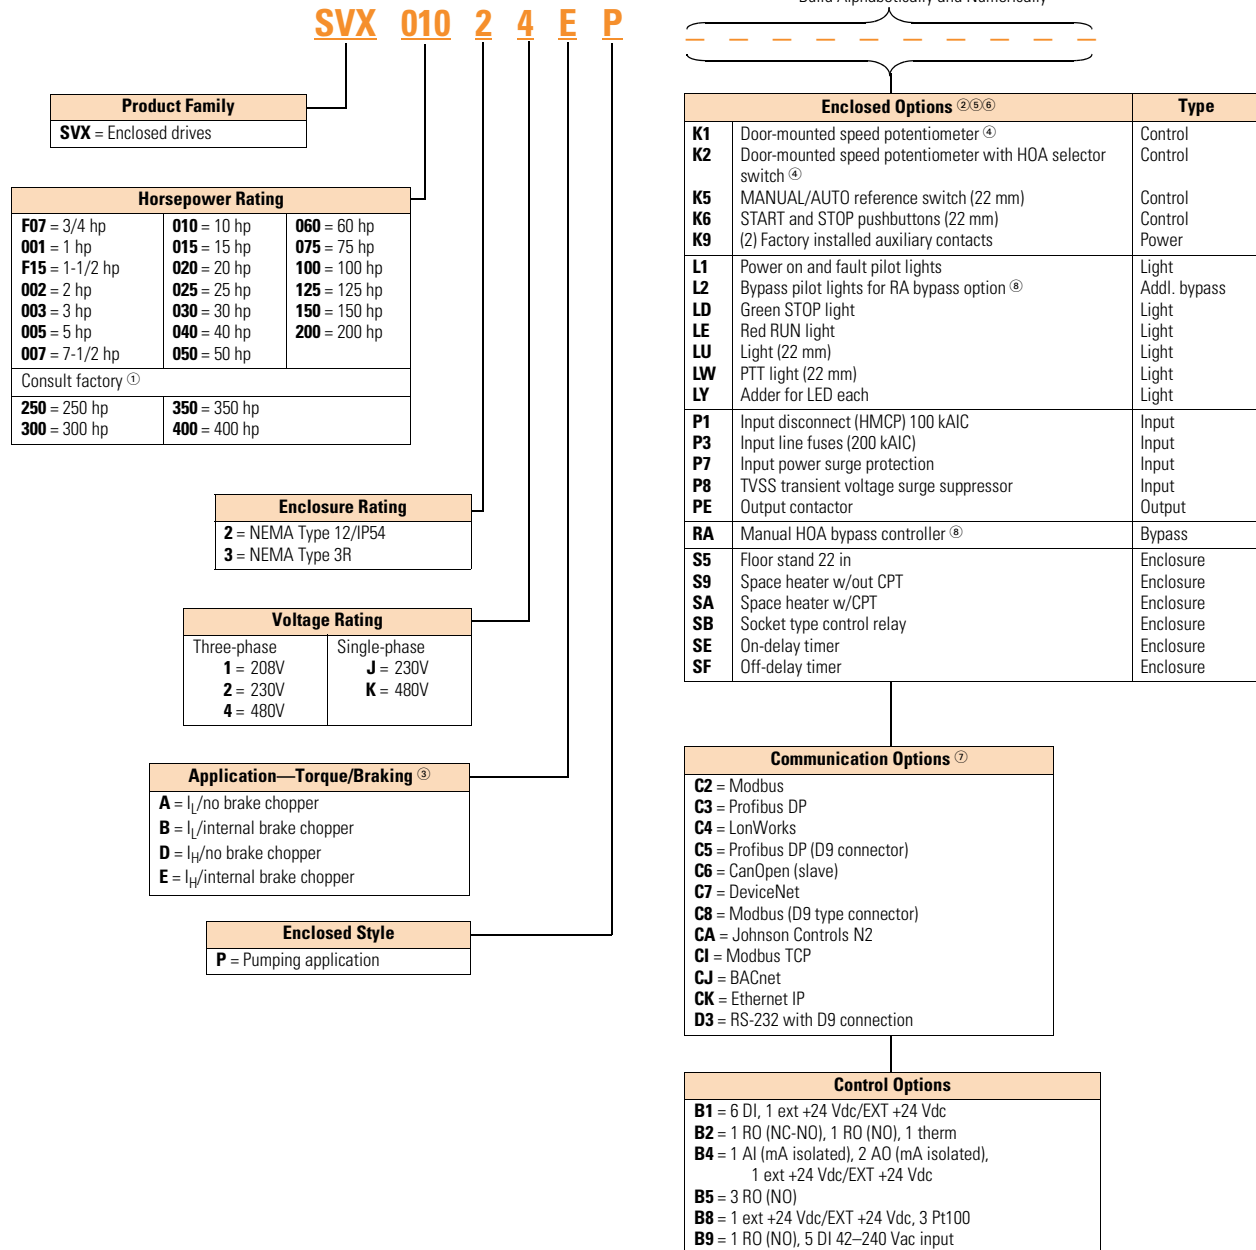 SVX 010 2 4 E P
Product Family
SVX = Enclosed drives
Horsepower Rating
F07 = 3/4 hp 010 = 10 hp 060 = 60 hp
001 = 1 hp 015 = 15 hp 075 = 75 hp
F15 = 1-1/2 hp 020 = 20 hp 100 = 100 hp
002 = 2 hp 025 = 25 hp 125 = 125 hp
003 = 3 hp 030 = 30 hp 150 = 150 hp
005 = 5 hp 040 = 40 hp 200 = 200 hp
007 = 7-1/2 hp 050 = 50 hp
Consult factory ①
250 = 250 hp 350 = 350 hp
300 = 300 hp 400 = 400 hp
Enclosure Rating
2 = NEMA Type 12/IP54
3 = NEMA Type 3R
Voltage Rating
Three-phase Single-phase
1 = 208V J = 230V
2 = 230V K = 480V
4 = 480V
Application—Torque/Braking ③
A = IL/no brake chopper
B = IL/internal brake chopper
D = IH/no brake chopper
E = IH/internal brake chopper
Enclosed Style
P = Pumping application
Build Alphabetically and Numerically
Enclosed Options ②⑤⑥ Type
K1 Door-mounted speed potentiometer ④ Control
K2 Door-mounted speed potentiometer with HOA selector Control
switch ④
K5 MANUAL/AUTO reference switch (22 mm) Control
K6 START and STOP pushbuttons (22 mm) Control
K9 (2) Factory installed auxiliary contacts Power
L1 Power on and fault pilot lights Light
L2 Bypass pilot lights for RA bypass option ⑧ Addl. bypass
LD Green STOP light Light
LE Red RUN light Light
LU Light (22 mm) Light
LW PTT light (22 mm) Light
LY Adder for LED each Light
P1 Input disconnect (HMCP) 100 kAIC Input
P3 Input line fuses (200 kAIC) Input
P7 Input power surge protection Input
P8 TVSS transient voltage surge suppressor Input
PE Output contactor Output
RA Manual HOA bypass controller ⑧ Bypass
S5 Floor stand 22 in Enclosure
S9 Space heater w/out CPT Enclosure
SA Space heater w/CPT Enclosure
SB Socket type control relay Enclosure
SE On-delay timer Enclosure
SF Off-delay timer Enclosure
Communication Options ⑦
C2 = Modbus
C3 = Profibus DP
C4 = LonWorks
C5 = Profibus DP (D9 connector)
C6 = CanOpen (slave)
C7 = DeviceNet
C8 = Modbus (D9 type connector)
CA = Johnson Controls N2
CI = Modbus TCP
CJ = BACnet
CK = Ethernet IP
D3 = RS-232 with D9 connection
Control Options
B1 = 6 DI, 1 ext +24 Vdc/EXT +24 Vdc
B2 = 1 RO (NC-NO), 1 RO (NO), 1 therm
B4 = 1 AI (mA isolated), 2 AO (mA isolated),
1 ext +24 Vdc/EXT +24 Vdc
B5 = 3 RO (NO)
B8 = 1 ext +24 Vdc/EXT +24 Vdc, 3 Pt100
B9 = 1 RO (NO), 5 DI 42–240 Vac input